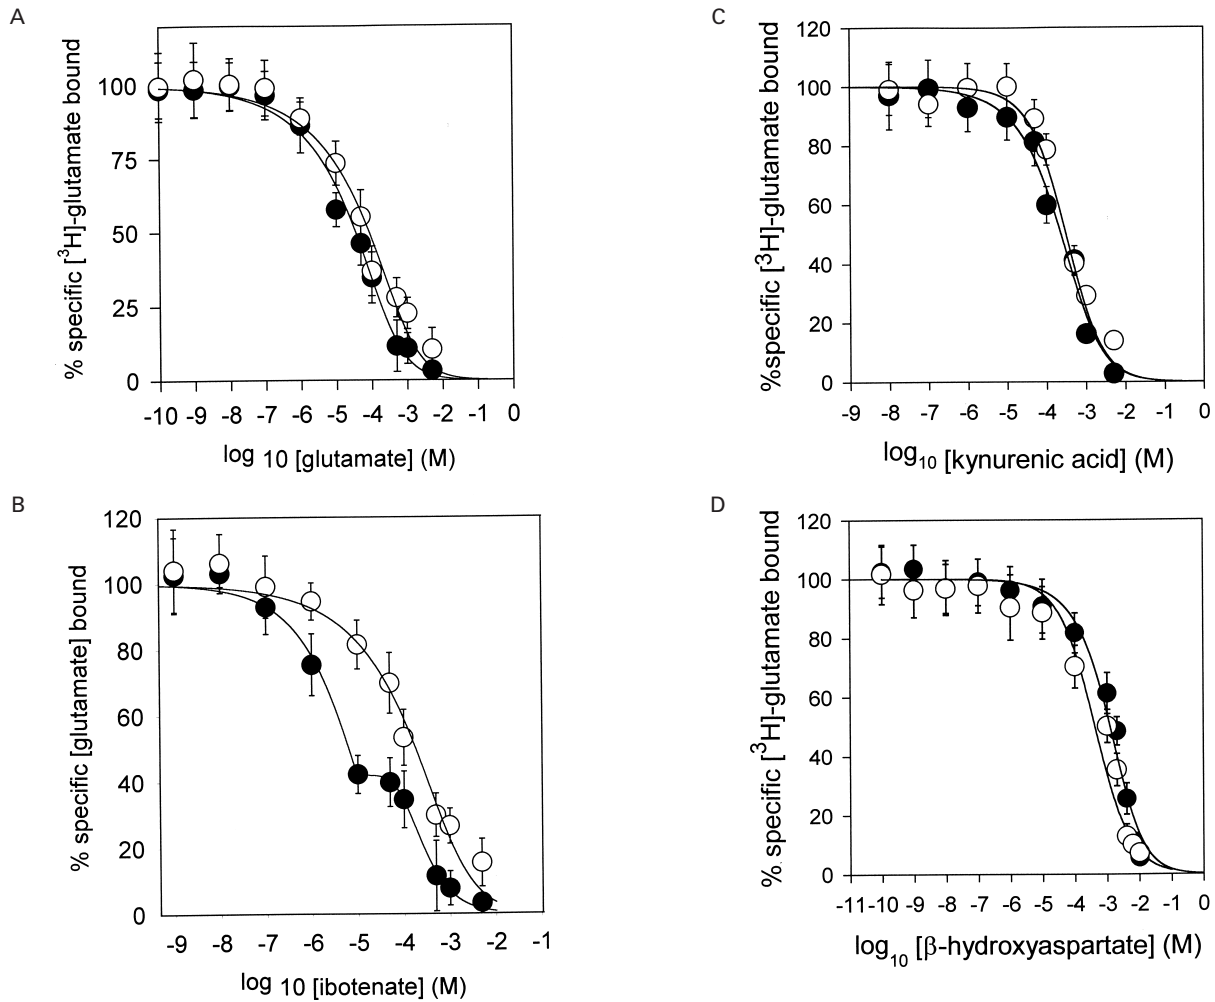 A
% specific [³H]-glutamate bound
100
75
50
25
0
-10 -9 -8 -7 -6 -5 -4 -3 -2 -1 0
log 10 [glutamate] (M)
B
% specific [glutamate] bound
120
100
80
60
40
20
0
-9 -8 -7 -6 -5 -4 -3 -2 -1
log 10 [ibotenate] (M)
C
%specific [³H]-glutamate bound
120
100
80
60
40
20
0
-9 -8 -7 -6 -5 -4 -3 -2 -1 0
log₁₀ [kynurenic acid] (M)
D
% specific [³H]-glutamate bound
120
100
80
60
40
20
0
-11 -10 -9 -8 -7 -6 -5 -4 -3 -2 -1 0
log₁₀ [β-hydroxyaspartate] (M)